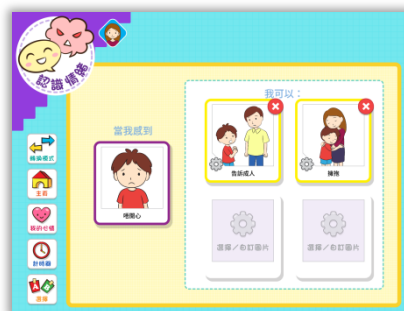 認識情緒
我可以：
當我感到
告訴成人
擁抱
唔開心
轉換模式
主頁
我的心情
計時器
選擇/自訂圖片
選擇/自訂圖片
選擇